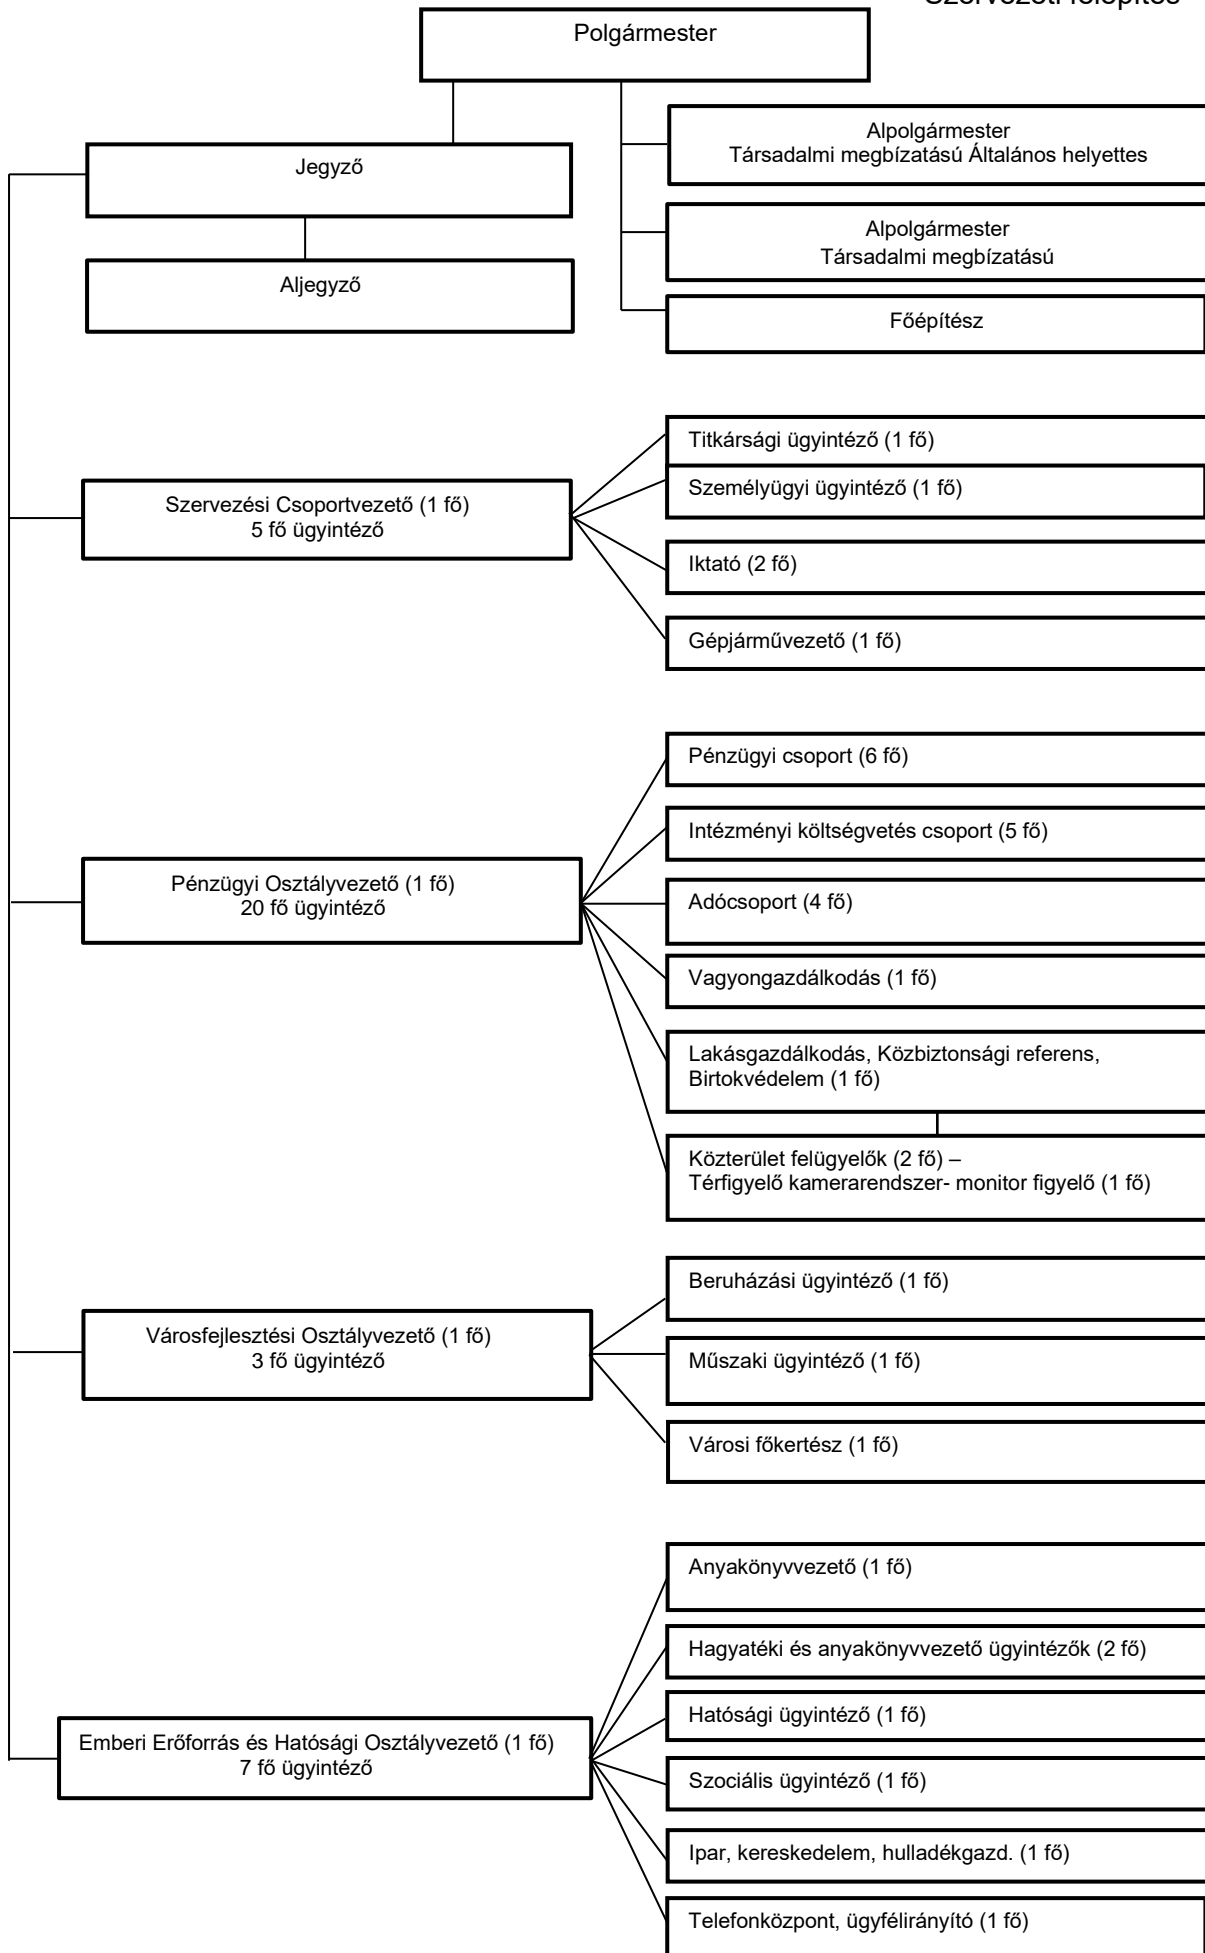 Szervezeti felépítés
Polgármester
Alpolgármester
Társadalmi megbízatású Általános helyettes
Jegyző
Alpolgármester
Társadalmi megbízatású
Aljegyző
Főépítész
Titkársági ügyintéző (1 fő)
Személyügyi ügyintéző (1 fő)
Szervezési Csoportvezető (1 fő)
5 fő ügyintéző
Iktató (2 fő)
Gépjárművezető (1 fő)
Pénzügyi csoport (6 fő)
Intézményi költségvetés csoport (5 fő)
Pénzügyi Osztályvezető (1 fő)
20 fő ügyintéző
Adócsoport (4 fő)
Vagyongazdálkodás (1 fő)
Lakásgazdálkodás, Közbiztonsági referens,
Birtokvédelem (1 fő)
Közterület felügyelők (2 fő) –
Térfigyelő kamerarendszer- monitor figyelő (1 fő)
Beruházási ügyintéző (1 fő)
Városfejlesztési Osztályvezető (1 fő)
3 fő ügyintéző
Műszaki ügyintéző (1 fő)
Városi főkertész (1 fő)
Anyakönyvvezető (1 fő)
Hagyatéki és anyakönyvvezető ügyintézők (2 fő)
Hatósági ügyintéző (1 fő)
Emberi Erőforrás és Hatósági Osztályvezető (1 fő)
7 fő ügyintéző
Szociális ügyintéző (1 fő)
Ipar, kereskedelem, hulladékgazd. (1 fő)
Telefonközpont, ügyfélirányító (1 fő)